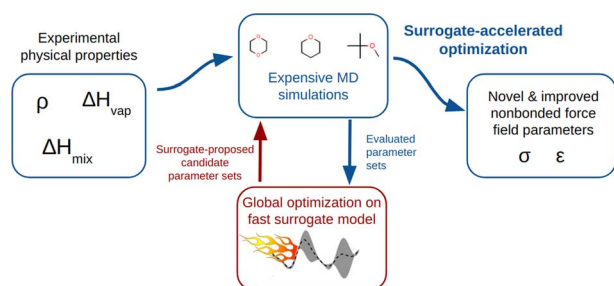 Experimental
physical properties
ρ ΔHvap
ΔHmix
O
O
O
O
Expensive MD
simulations
Surrogate-accelerated
optimization
Novel & improved
nonbonded force
field parameters
σ ε
Surrogate-proposed
candidate
parameter sets
Evaluated
parameter
sets
Global optimization on
fast surrogate model